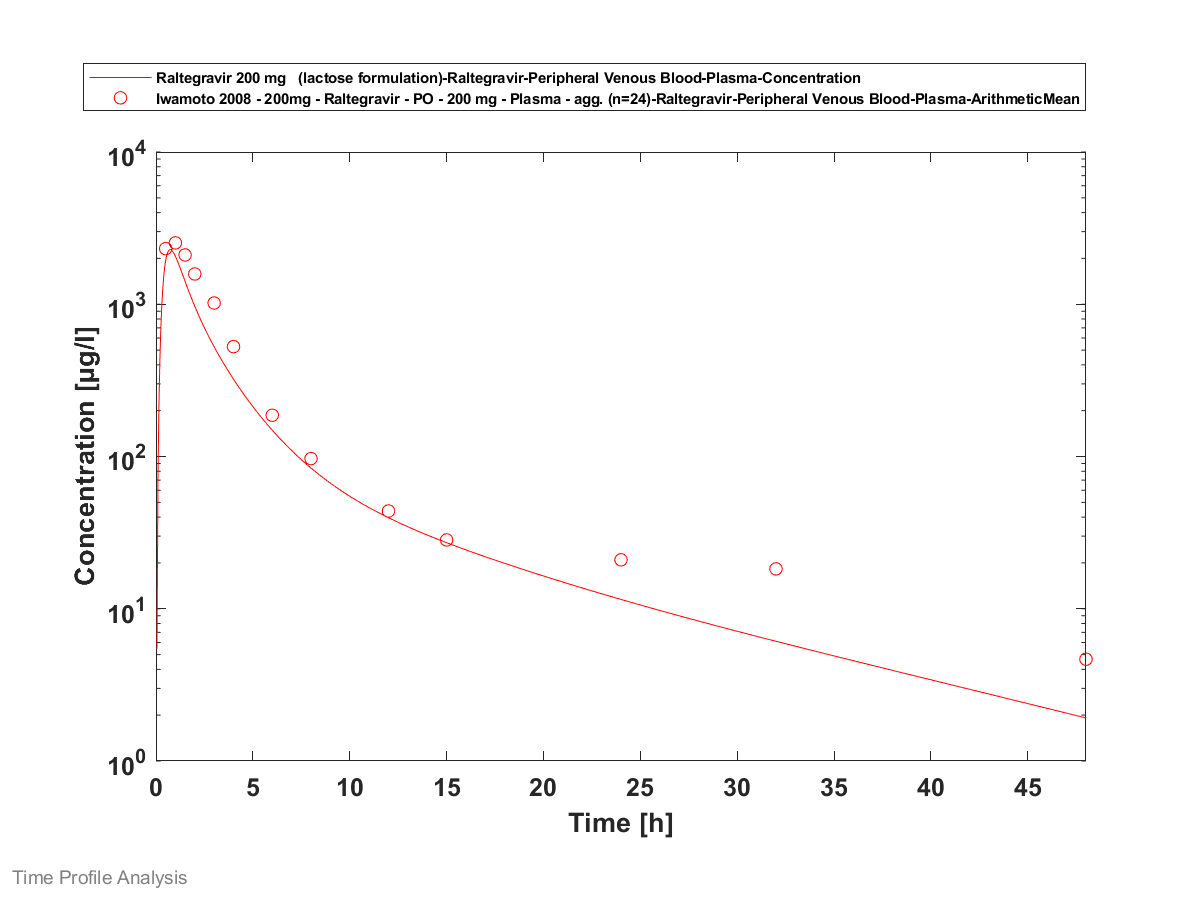 Raltegravir 200 mg   (lactose formulation)-Raltegravir-Peripheral Venous Blood-Plasma-Concentration
Iwamoto 2008 - 200mg - Raltegravir - PO - 200 mg - Plasma - agg. (n=24)-Raltegravir-Peripheral Venous Blood-Plasma-ArithmeticMean
10^4
10^3
10^2
10^1
10^0
Concentration [µg/l]
0 5 10 15 20 25 30 35 40 45
Time [h]
Time Profile Analysis